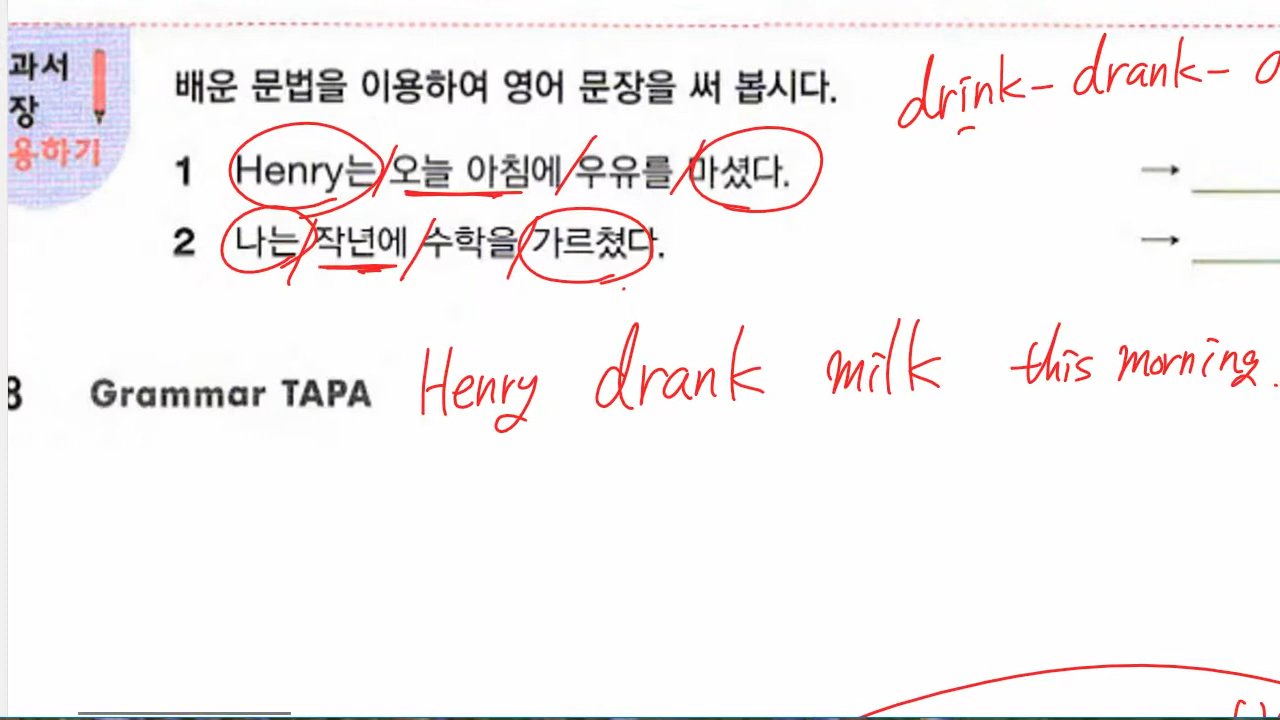 과서
장
용하기
배운 문법을 이용하여 영어 문장을 써 봅시다.
drink - drank -
1 Henry는 / 오늘 아침에 / 우유를 / 마셨다. →
2 나는 / 작년에 / 수학을 / 가르쳤다. →
8 Grammar TAPA
Henry drank milk this morning.